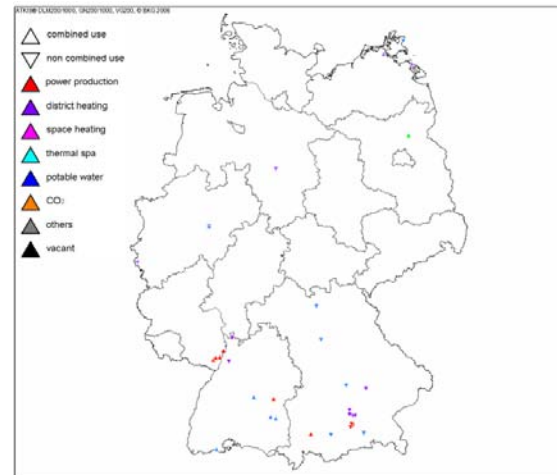 combined use
non combined use
power production
district heating
space heating
thermal spa
potable water
CO₂
others
vacant